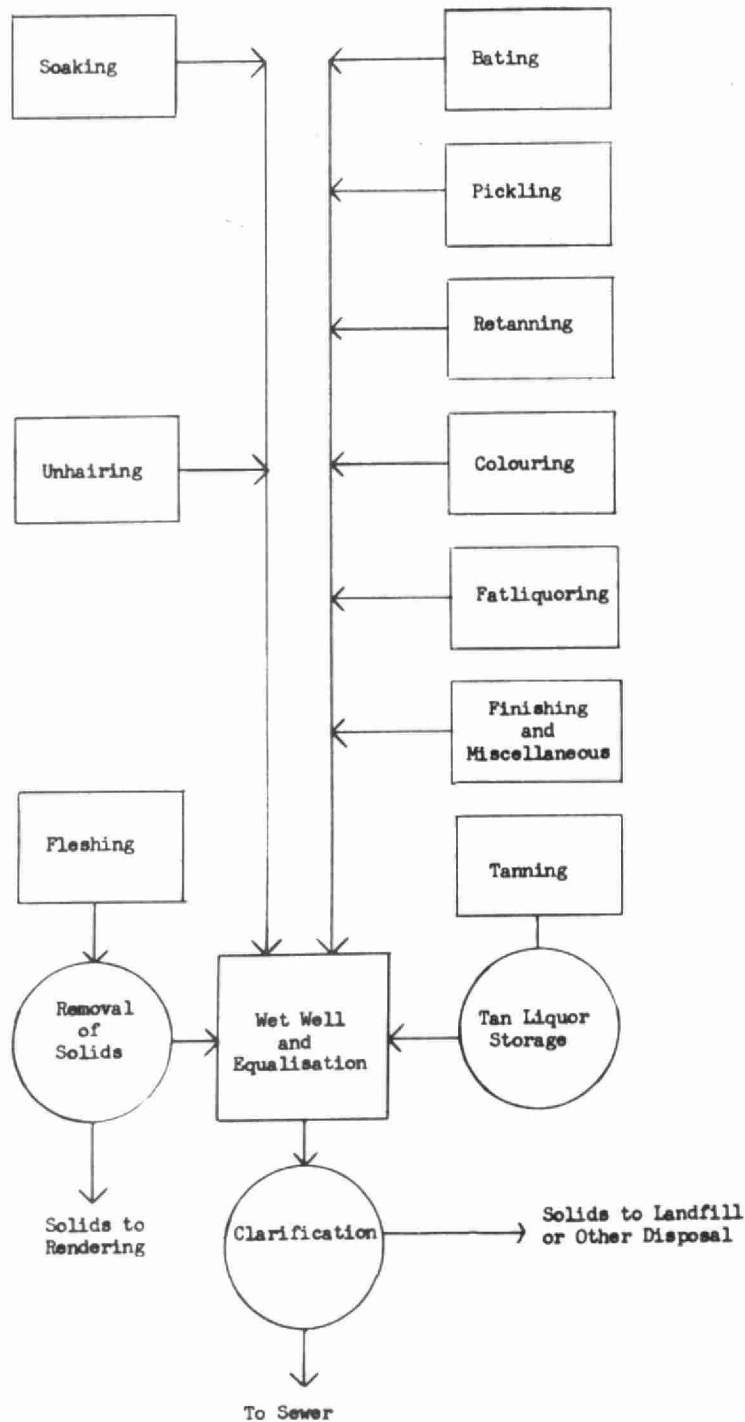 Soaking
Bating
Pickling
Retanning
Unhairing
Colouring
Fatliquoring
Finishing
and
Miscellaneous
Fleshing
Tanning
Removal
of
Solids
Wet Well
and
Equalisation
Tan Liquor
Storage
Solids to
Rendering
Clarification
Solids to Landfill
or Other Disposal
To Sewer